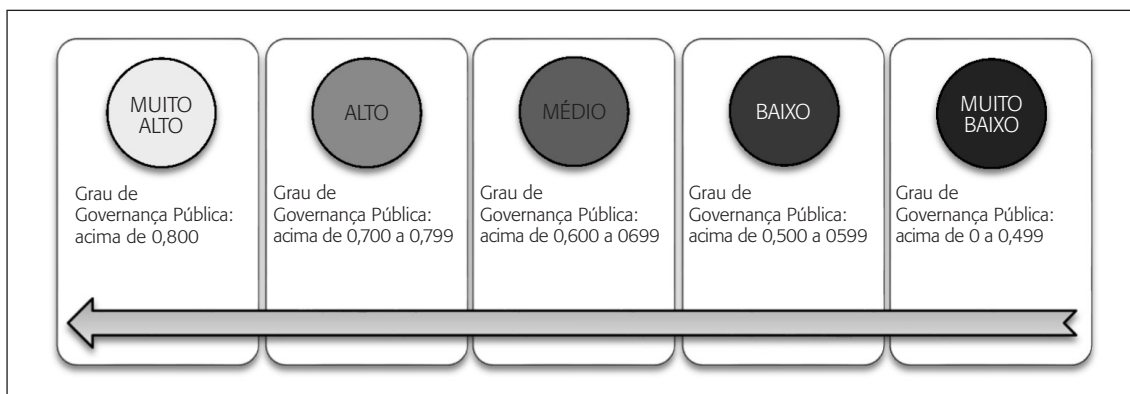 MUITO
ALTO
Grau de
Governança Pública:
acima de 0,800
ALTO
Grau de
Governança Pública:
acima de 0,700 a 0,799
MÉDIO
Grau de
Governança Pública:
acima de 0,600 a 0699
BAIXO
Grau de
Governança Pública:
acima de 0,500 a 0599
MUITO
BAIXO
Grau de
Governança Pública:
acima de 0 a 0,499